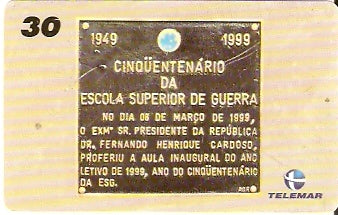 30
1949 1999
CINQÜENTENÁRIO
DA
ESCOLA SUPERIOR DE GUERRA
NO DIA 08 DE MARÇO DE 1999,
O EXMº SR. PRESIDENTE DA REPÚBLICA
DR. FERNANDO HENRIQUE CARDOSO,
PROFERIU A AULA INAUGURAL DO ANO
LETIVO DE 1999, ANO DO CINQÜENTENÁRIO
DA ESG.
TELEMAR